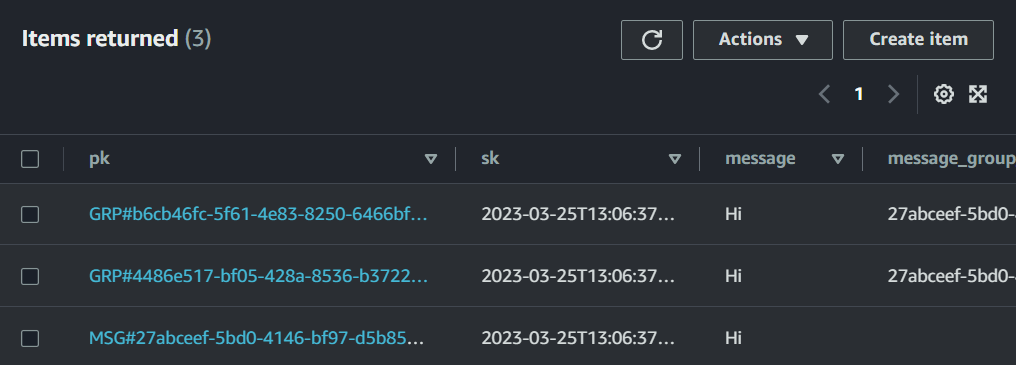 Items returned (3)
Actions
Create item
1
pk sk message message_group
GRP#b6cb46fc-5f61-4e83-8250-6466bf... 2023-03-25T13:06:37... Hi 27abceef-5bd0-
GRP#4486e517-bf05-428a-8536-b3722... 2023-03-25T13:06:37... Hi 27abceef-5bd0-
MSG#27abceef-5bd0-4146-bf97-d5b85... 2023-03-25T13:06:37... Hi